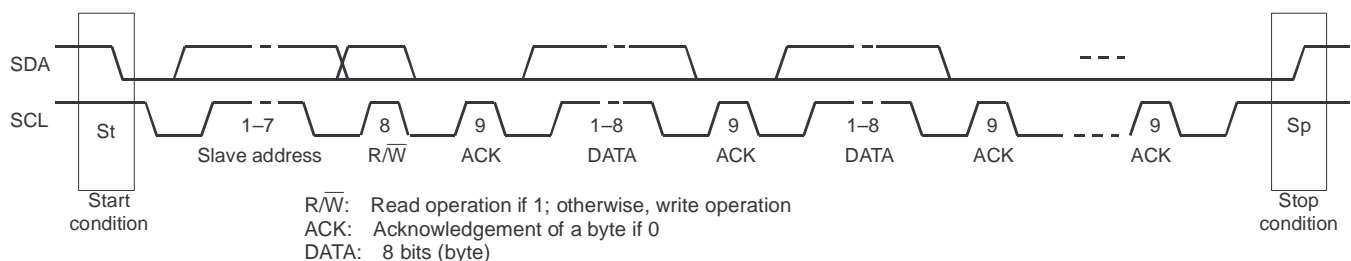 SDA
SCL
St
1–7
8
9
1–8
9
1–8
9
9
Sp
Slave address
R/W̅
ACK
DATA
ACK
DATA
ACK
ACK
Start
condition
Stop
condition
R/W̅: Read operation if 1; otherwise, write operation
ACK: Acknowledgement of a byte if 0
DATA: 8 bits (byte)